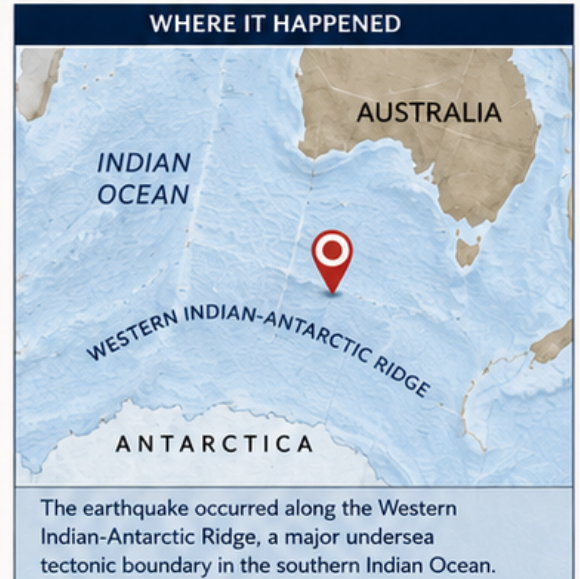 WHERE IT HAPPENED
AUSTRALIA
INDIAN
OCEAN
WESTERN INDIAN-ANTARCTIC RIDGE
ANTARCTICA
The earthquake occurred along the Western
Indian-Antarctic Ridge, a major undersea
tectonic boundary in the southern Indian Ocean.